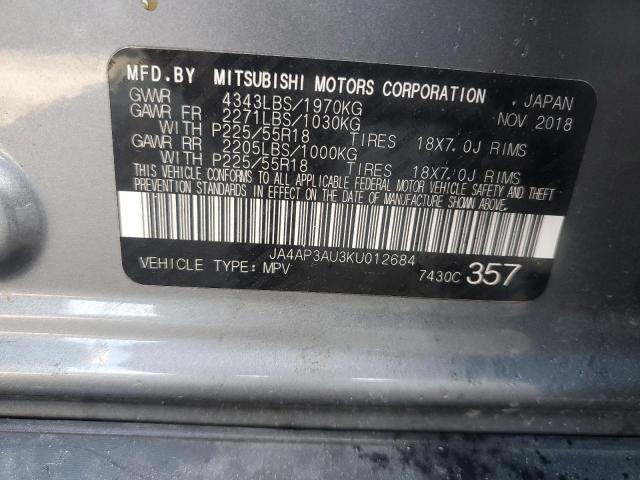 MFD.BY MITSUBISHI MOTORS CORPORATION , JAPAN
GVWR 4343LBS/1970KG NOV 2018
GAWR FR 2271LBS/1030KG
WITH P225/55R18 TIRES 18X7.0J RIMS
GAWR RR 2205LBS/1000KG
WITH P225/55R18 TIRES 18X7.0J RIMS
THIS VEHICLE CONFORMS TO ALL APPLICABLE FEDERAL MOTOR VEHICLE SAFETY AND THEFT
PREVENTION STANDARDS IN EFFECT ON THE DATE OF MANUFACTURE SHOWN ABOVE.
JA4AP3AU3KU012684
VEHICLE TYPE:MPV 7430C 357